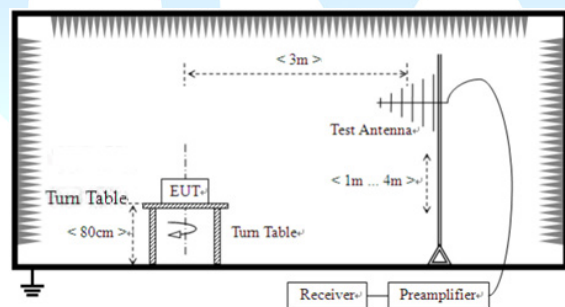 < 3m >
Test Antenna
< 1m ... 4m >
EUT
Turn Table
< 80cm >
Turn Table
Receiver
Preamplifier